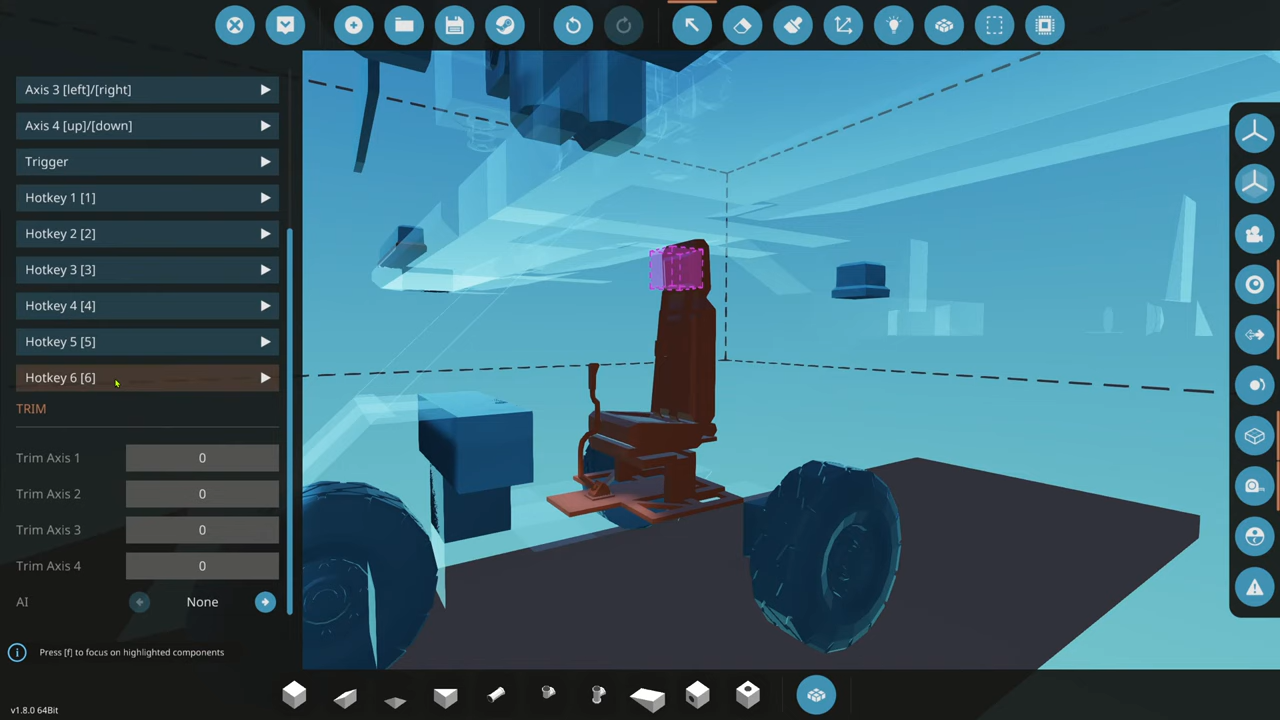 Axis 3 [left]/[right]
Axis 4 [up]/[down]
Trigger
Hotkey 1 [1]
Hotkey 2 [2]
Hotkey 3 [3]
Hotkey 4 [4]
Hotkey 5 [5]
Hotkey 6 [6]
TRIM
Trim Axis 1 0
Trim Axis 2 0
Trim Axis 3 0
Trim Axis 4 0
AI None
Press [f] to focus on highlighted components
v1.8.0 64Bit